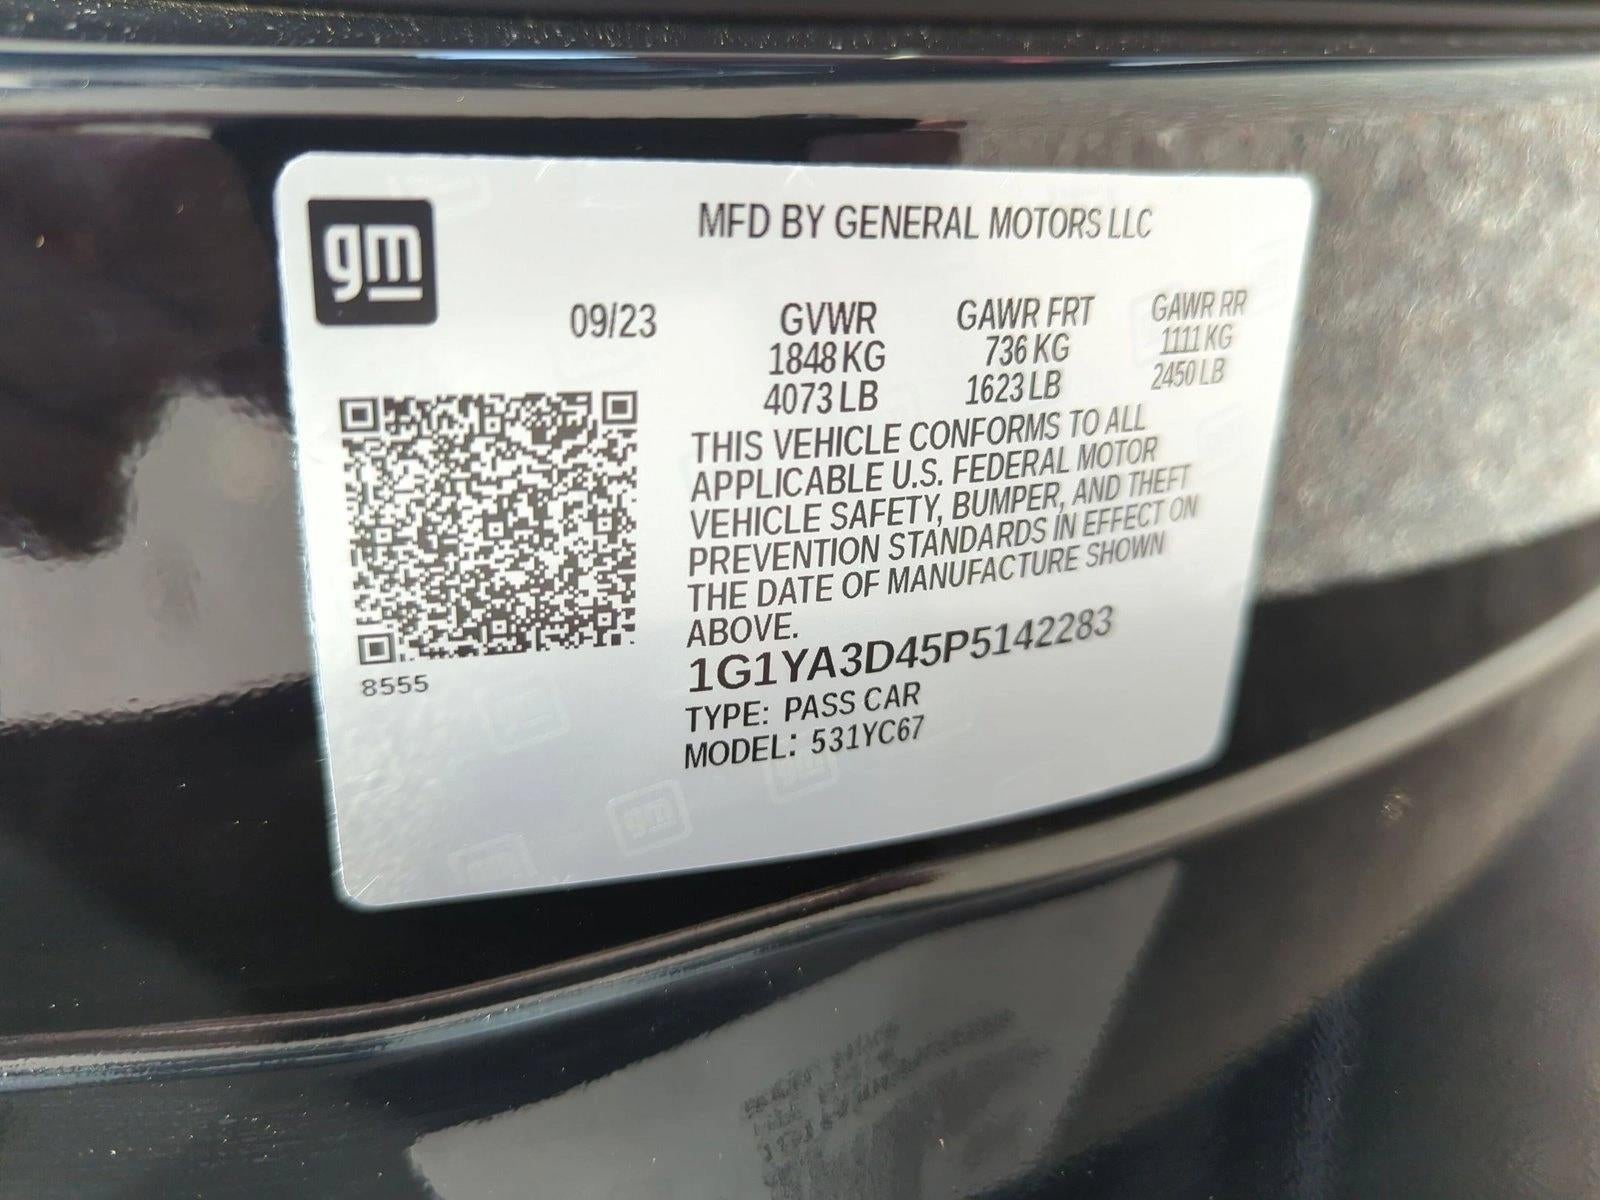 gm
MFD BY GENERAL MOTORS LLC
09/23 GVWR GAWR FRT GAWR RR
1848 KG 736 KG 1111 KG
4073 LB 1623 LB 2450 LB
THIS VEHICLE CONFORMS TO ALL
APPLICABLE U.S. FEDERAL MOTOR
VEHICLE SAFETY, BUMPER, AND THEFT
PREVENTION STANDARDS IN EFFECT ON
THE DATE OF MANUFACTURE SHOWN
ABOVE.
1G1YA3D45P5142283
TYPE: PASS CAR
MODEL: 531YC67
8555
gm